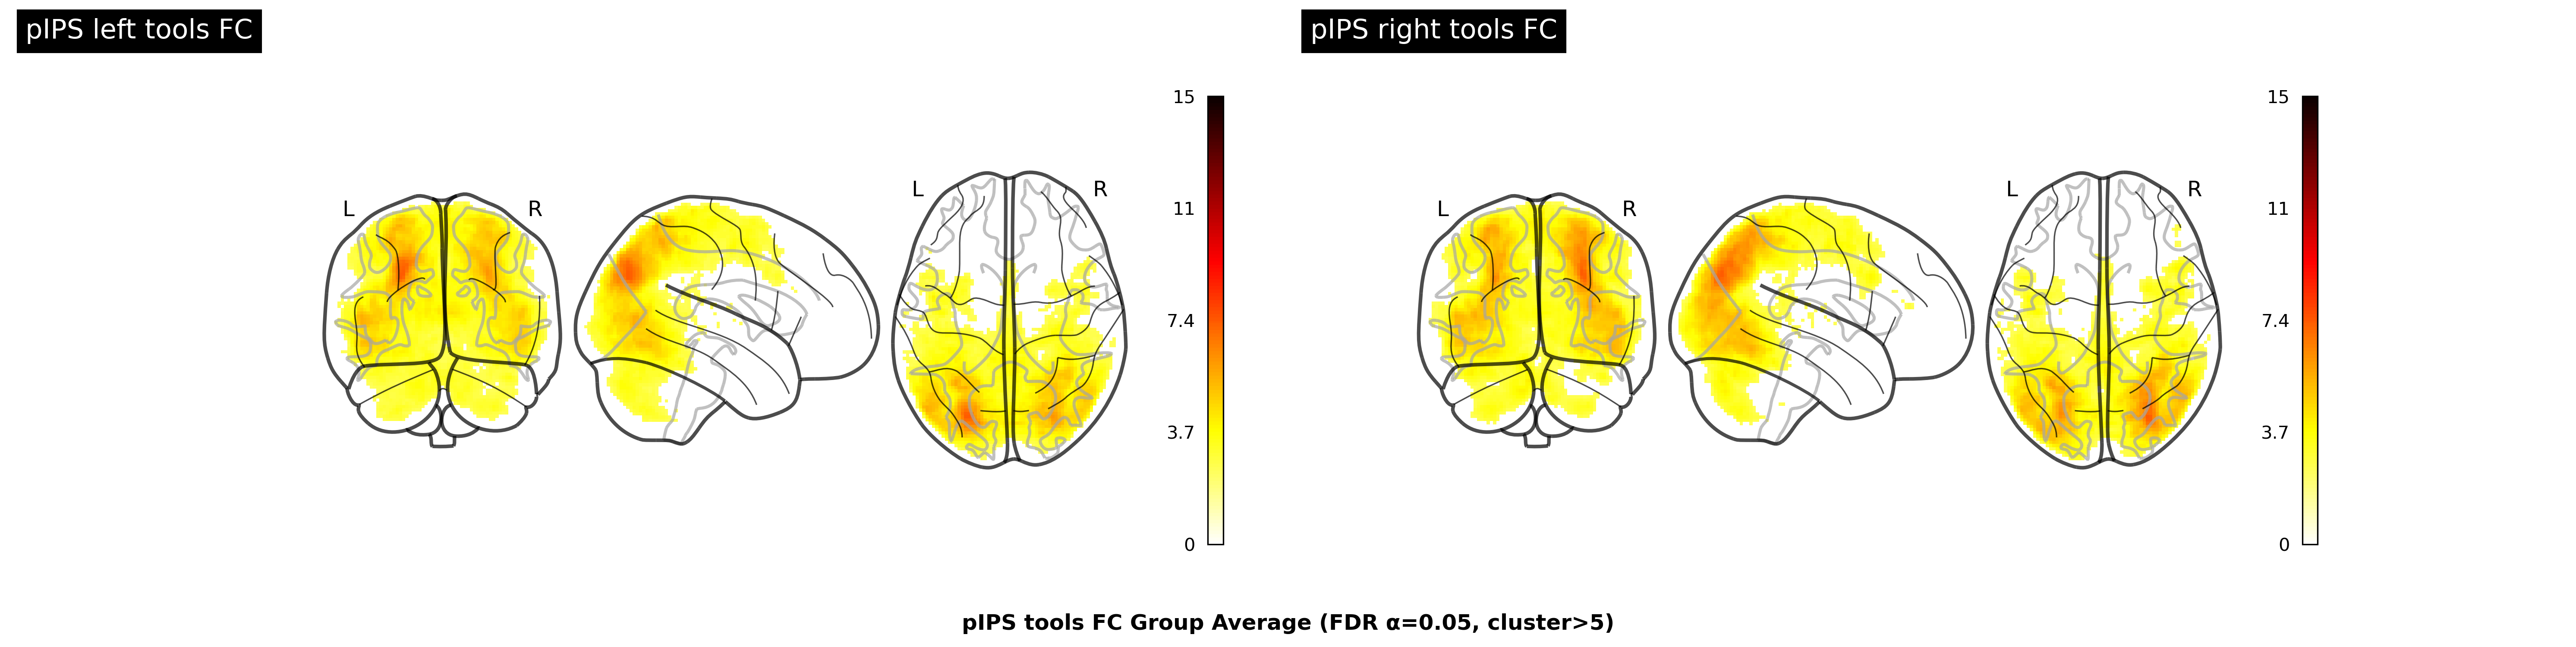 pIPS left tools FC
pIPS right tools FC
L
R
L
R
15
11
7.4
3.7
0
L
R
L
R
15
11
7.4
3.7
0
pIPS tools FC Group Average (FDR α=0.05, cluster>5)